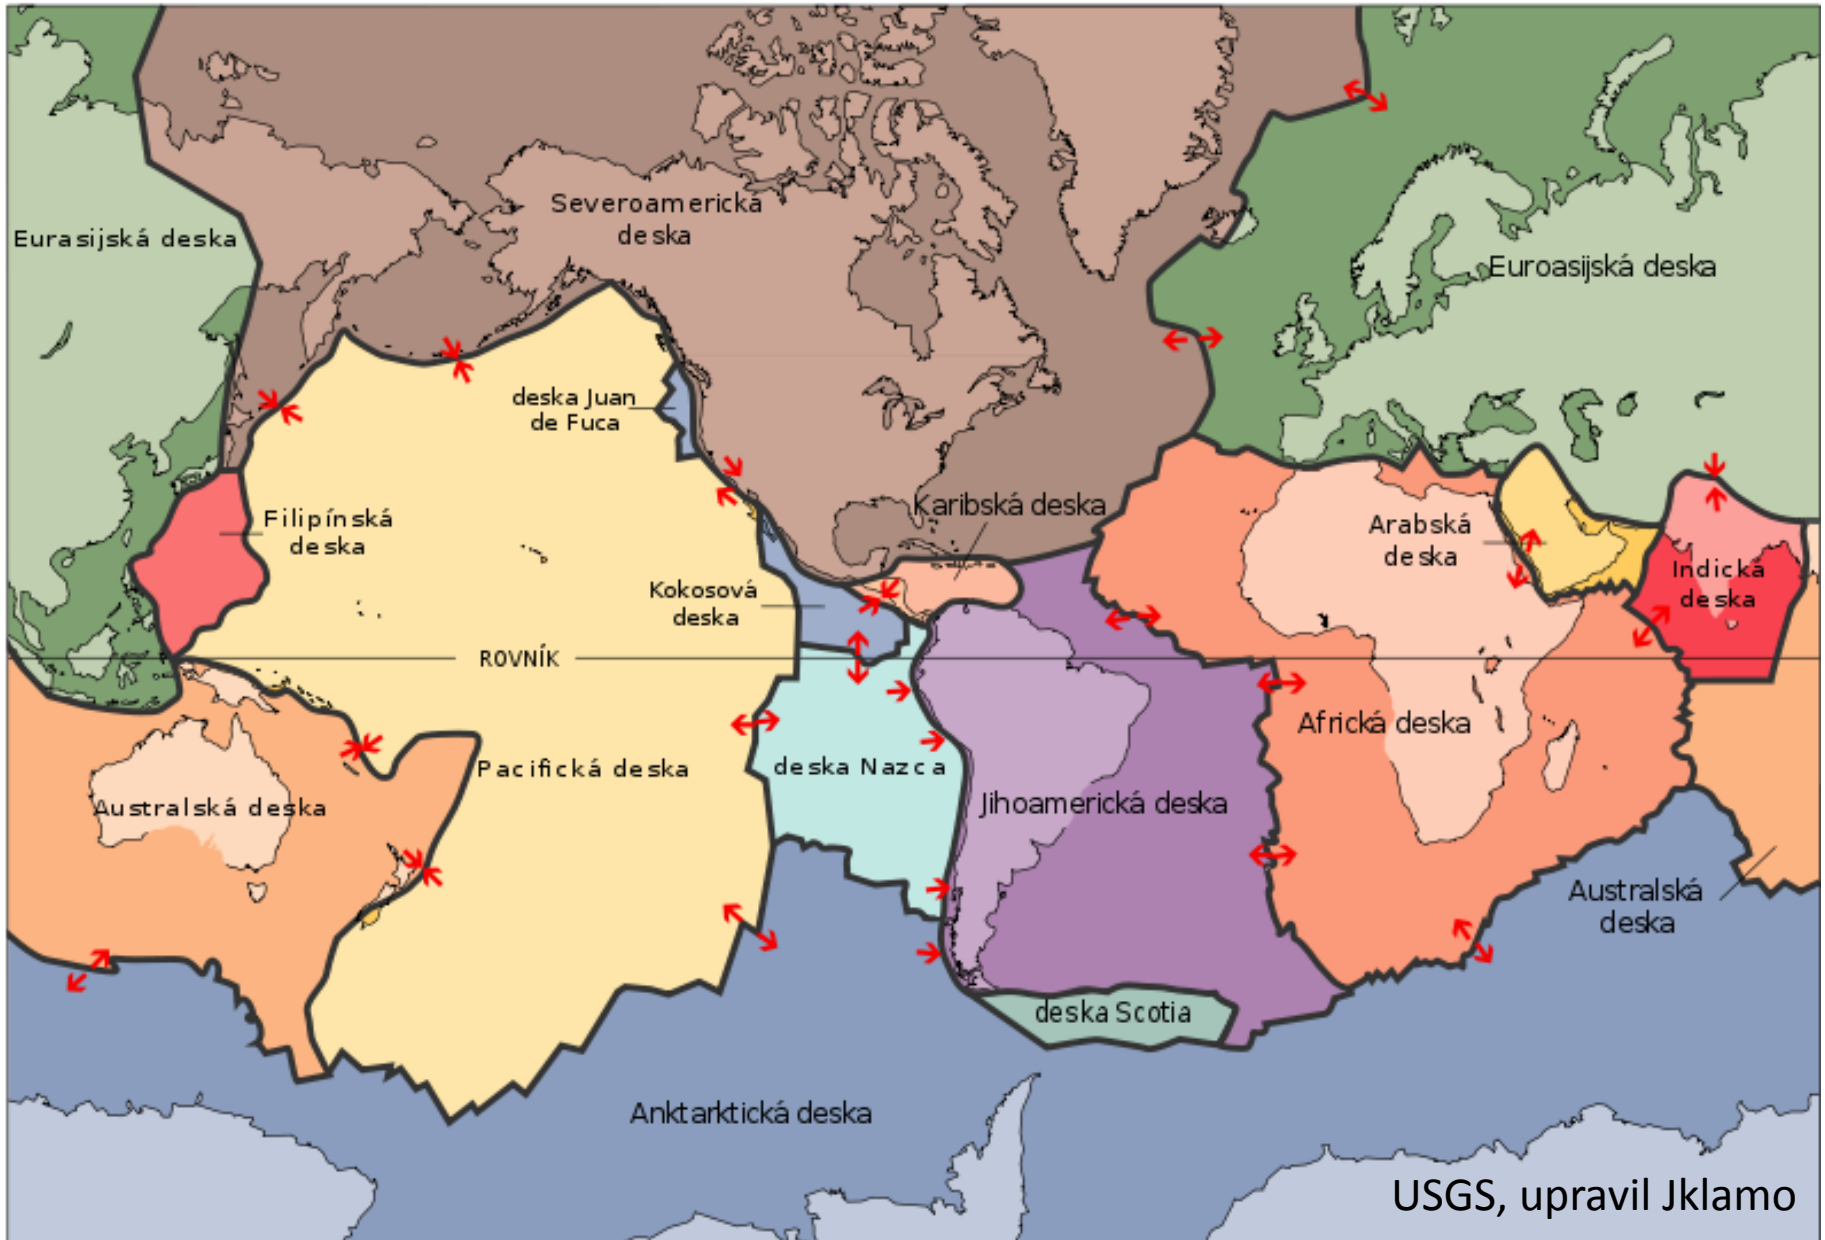 Severoamerická
deska
Eurasijská deska
Euroasijská deska
deska Juan
de Fuca
Karibská deska
Filipínská
deska
Arabská
deska
Indická
deska
Kokosová
deska
ROVNÍK
Africká deska
Pacifická deska
deska Nazca
Jihoamerická deska
Australská deska
Australská
deska
deska Scotia
Anktarktická deska
USGS, upravil Jklamo